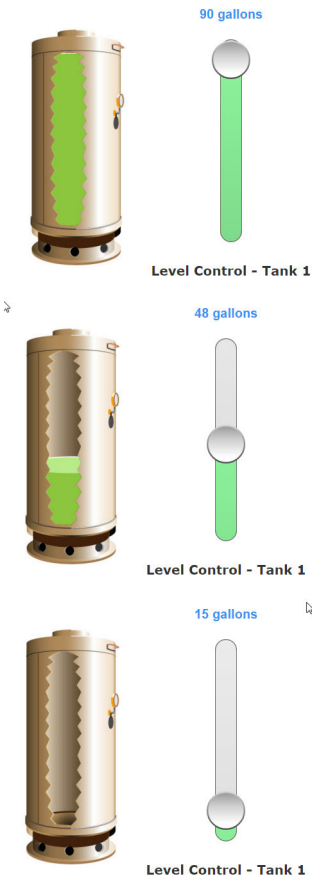 90 gallons
Level Control - Tank 1
48 gallons
Level Control - Tank 1
15 gallons
Level Control - Tank 1